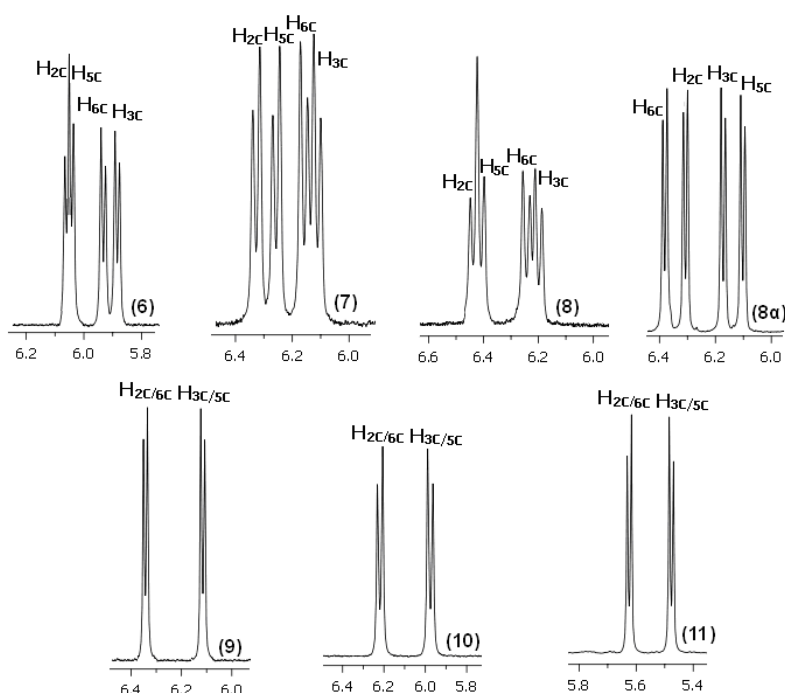 H2C H5C
H6C H3C
(6)
6.2 6.0 5.8
H2C H5C H6C H3C
(7)
6.4 6.2 6.0
H2C H5C H6C H3C
(8)
6.6 6.4 6.2 6.0
H6C H2C H3C H5C
(8α)
6.4 6.2 6.0
H2C/6C H3C/5C
(9)
6.4 6.2 6.0
H2C/6C H3C/5C
(10)
6.4 6.2 6.0 5.8
H2C/6C H3C/5C
(11)
5.8 5.6 5.4